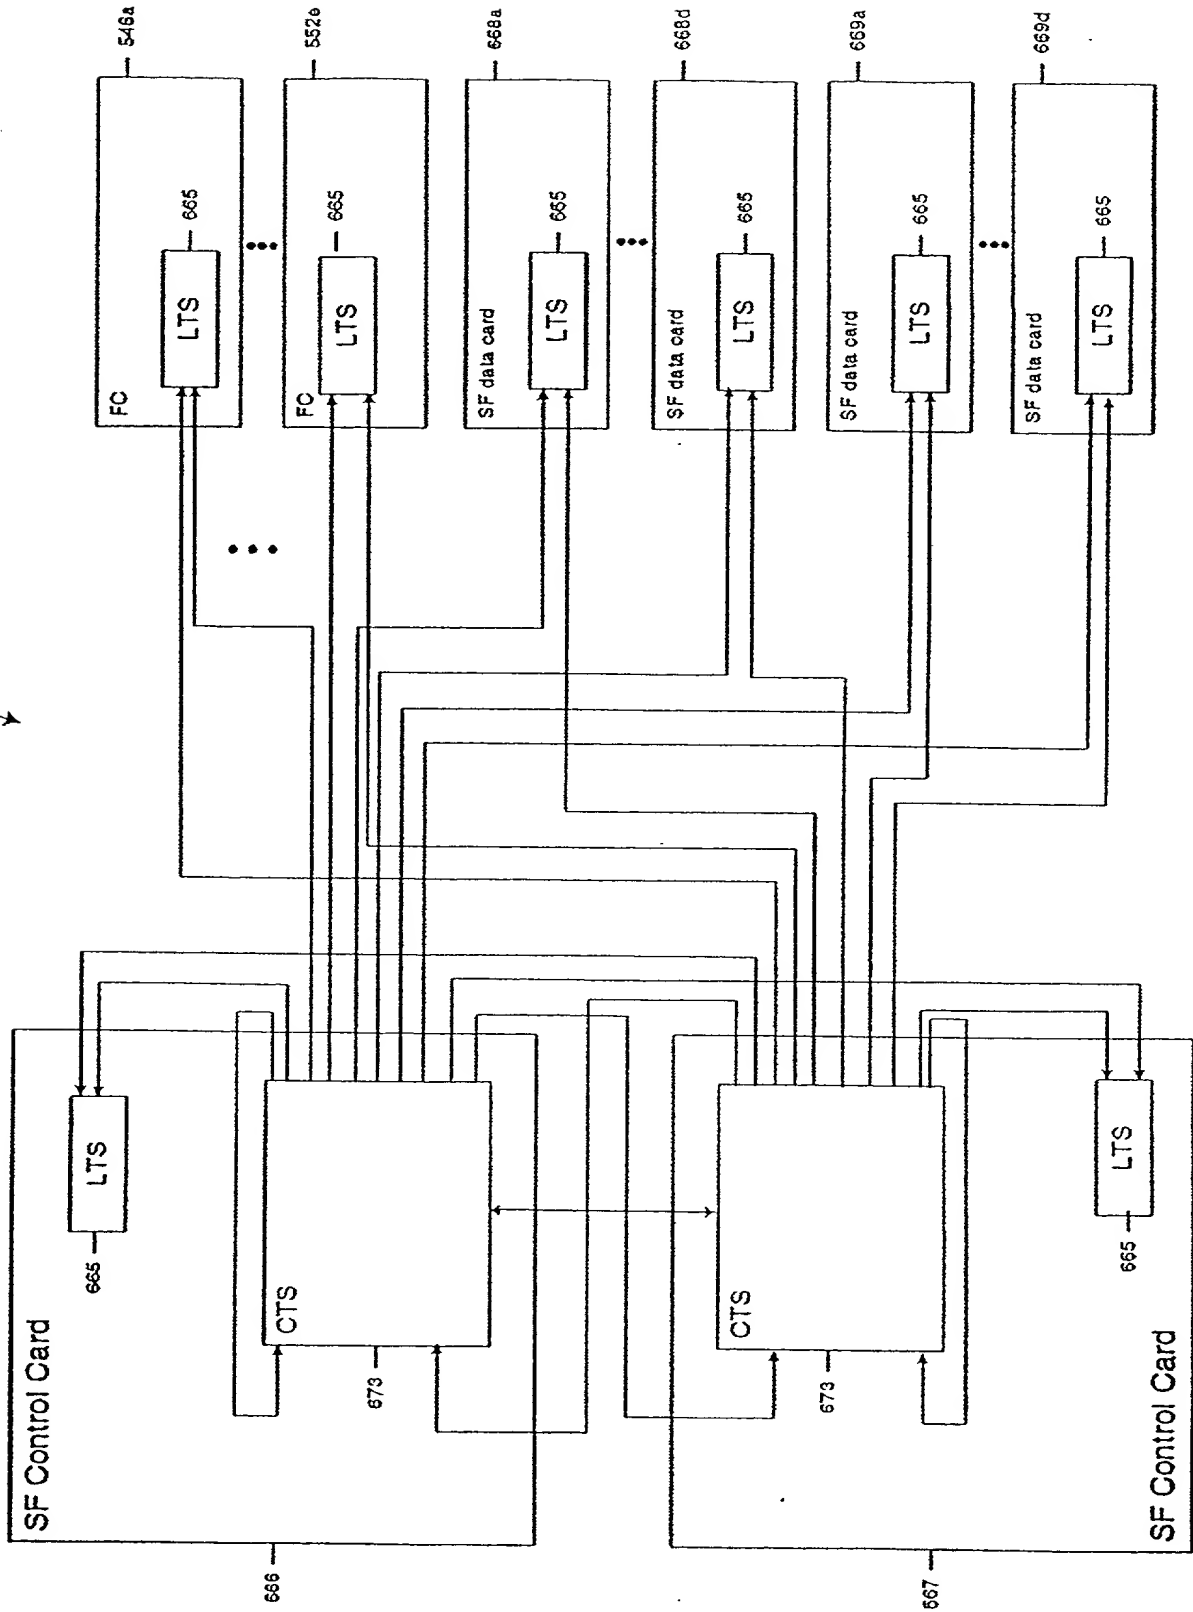 SF Control Card
665
LTS
666
CTS
673
SF Control Card
667
CTS
673
665
LTS
FC
LTS
665
546a
FC
LTS
665
552e
SF data card
LTS
665
668a
SF data card
LTS
665
668d
SF data card
LTS
665
669a
SF data card
LTS
665
669d